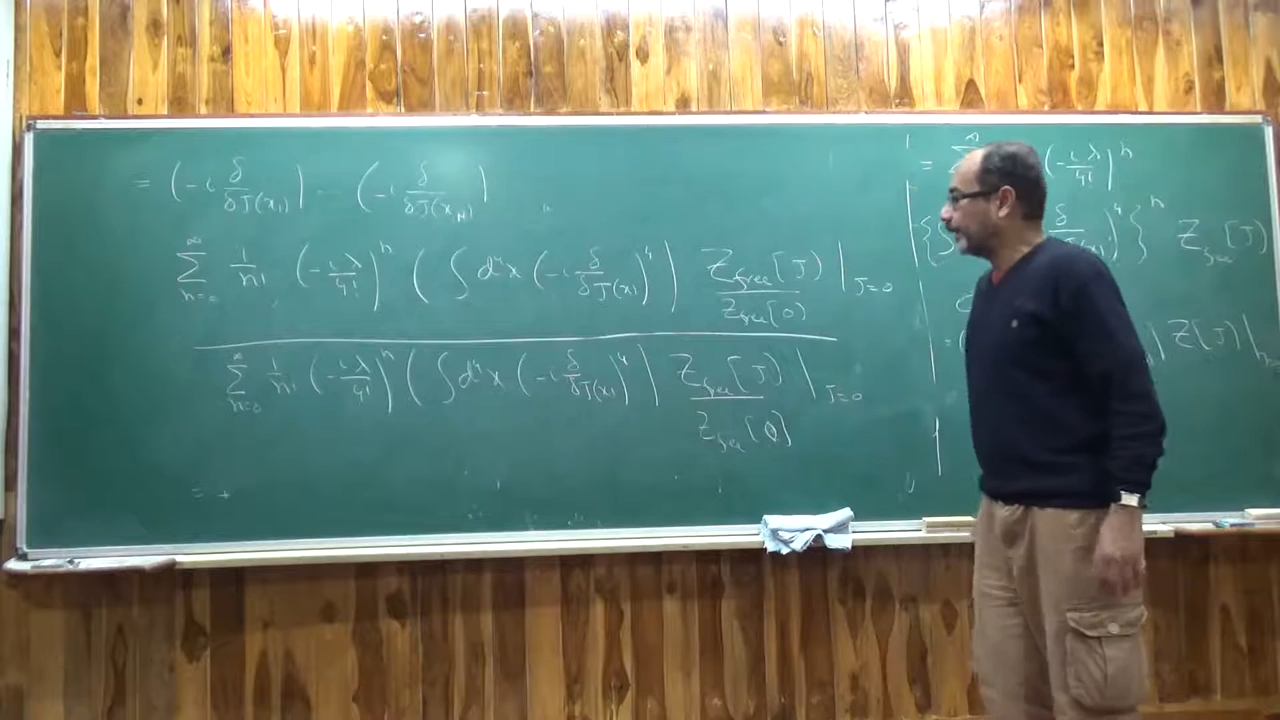 = (-i δ/δJ(x₁)) — (-i δ/δJ(x_N))
∑_{n=0}^∞ 1/n! (-iλ/4!)^n (∫d⁴x (-i δ/δJ(x))^4) Z_free[J]/Z_free[0] |_{J=0}
∑_{n=0}^∞ 1/n! (-iλ/4!)^n (∫d⁴x (-i δ/δJ(x))^4) Z_free[J]/Z_free[0] |_{J=0}
= +
= (-iλ/4!)^n
{∫ δ )^4}^n Z_free[J]
= ( ) Z[J]|